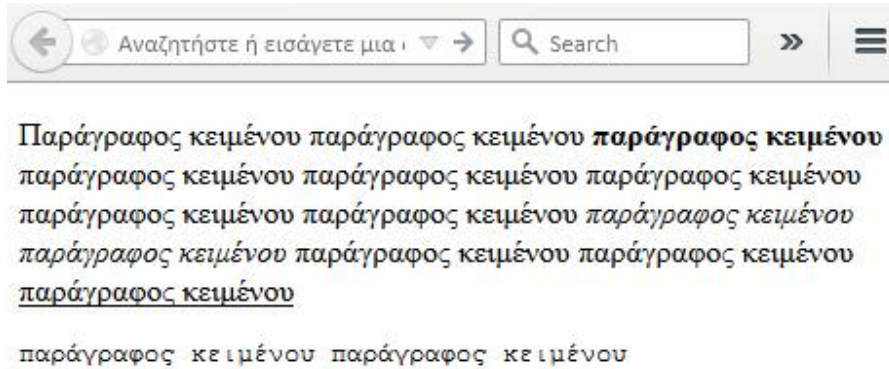 Αναζητήστε ή εισάγετε μια Search
Παράγραφος κειμένου παράγραφος κειμένου παράγραφος κειμένου
παράγραφος κειμένου παράγραφος κειμένου παράγραφος κειμένου
παράγραφος κειμένου παράγραφος κειμένου παράγραφος κειμένου
παράγραφος κειμένου παράγραφος κειμένου παράγραφος κειμένου
παράγραφος κειμένου
παράγραφος κειμένου παράγραφος κειμένου